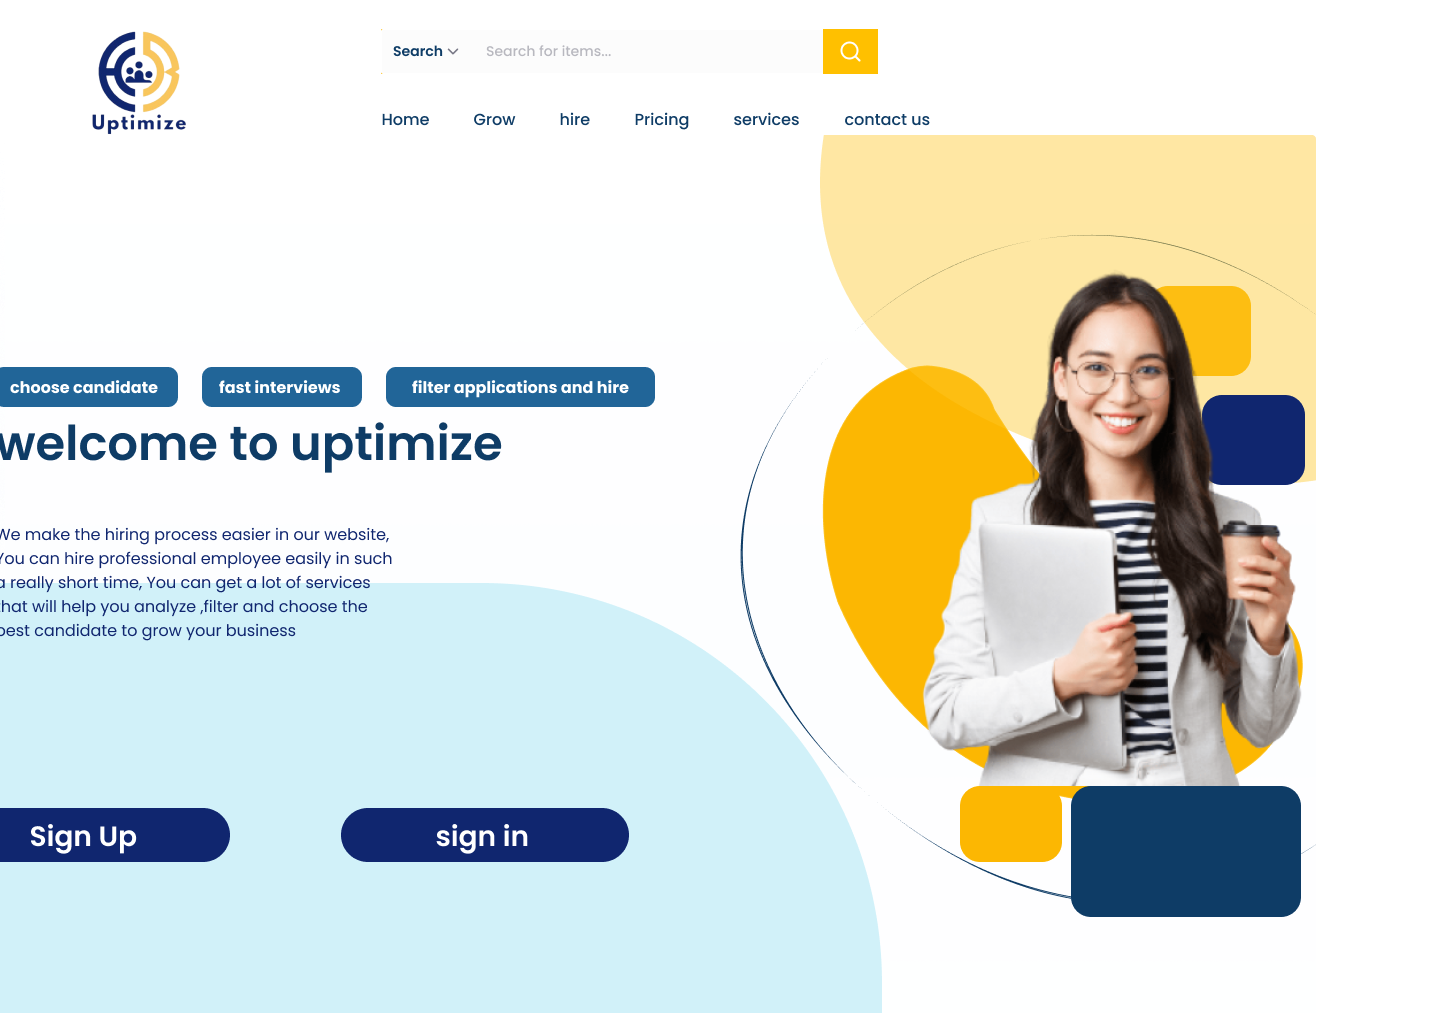 Uptimize
Search
Search for items...
Home Grow hire Pricing services contact us
choose candidate fast interviews filter applications and hire
welcome to uptimize
We make the hiring process easier in our website,
You can hire professional employee easily in such
a really short time, You can get a lot of services
that will help you analyze ,filter and choose the
best candidate to grow your business
Sign Up sign in